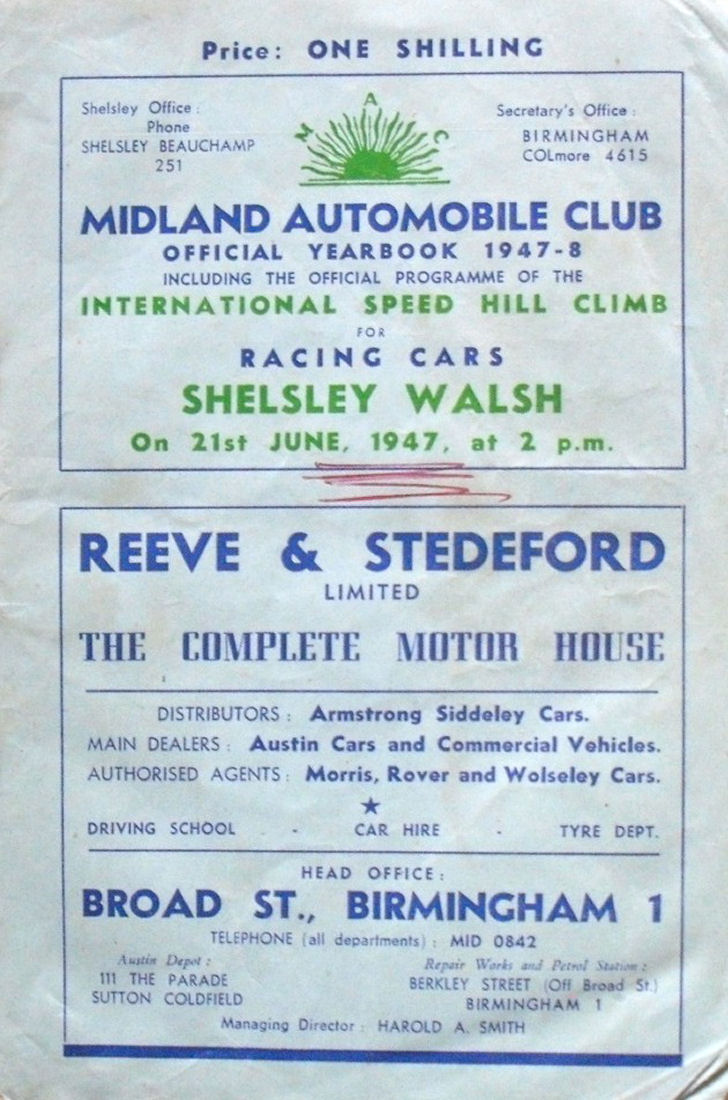 Price: ONE SHILLING
Shelsley Office:
Phone
SHELSLEY BEAUCHAMP
251
M A C
Secretary's Office:
BIRMINGHAM
COLmore 4615
MIDLAND AUTOMOBILE CLUB
OFFICIAL YEARBOOK 1947-8
INCLUDING THE OFFICIAL PROGRAMME OF THE
INTERNATIONAL SPEED HILL CLIMB
FOR
RACING CARS
SHELSLEY WALSH
On 21st JUNE, 1947, at 2 p.m.
REEVE & STEDEFORD
LIMITED
THE COMPLETE MOTOR HOUSE
DISTRIBUTORS: Armstrong Siddeley Cars.
MAIN DEALERS: Austin Cars and Commercial Vehicles.
AUTHORISED AGENTS: Morris, Rover and Wolseley Cars.
DRIVING SCHOOL - CAR HIRE - TYRE DEPT.
HEAD OFFICE:
BROAD ST., BIRMINGHAM 1
TELEPHONE (all departments): MID 0842
Austin Depot:
111 THE PARADE
SUTTON COLDFIELD
Repair Works and Petrol Station:
BERKLEY STREET (Off Broad St.)
BIRMINGHAM 1
Managing Director: HAROLD A. SMITH